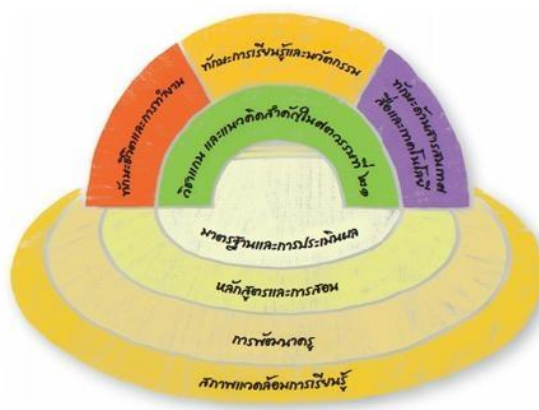 ทักษะการเรียนรู้และนวัตกรรม
ทักษะชีวิตและการทำงาน
วิชาแกน และแนวคิดสำคัญในศตวรรษที่ ๒๑
ทักษะด้านสารสนเทศ
สื่อและเทคโนโลยี
มาตรฐานและการประเมินผล
หลักสูตรและการสอน
การพัฒนาครู
สภาพแวดล้อมการเรียนรู้